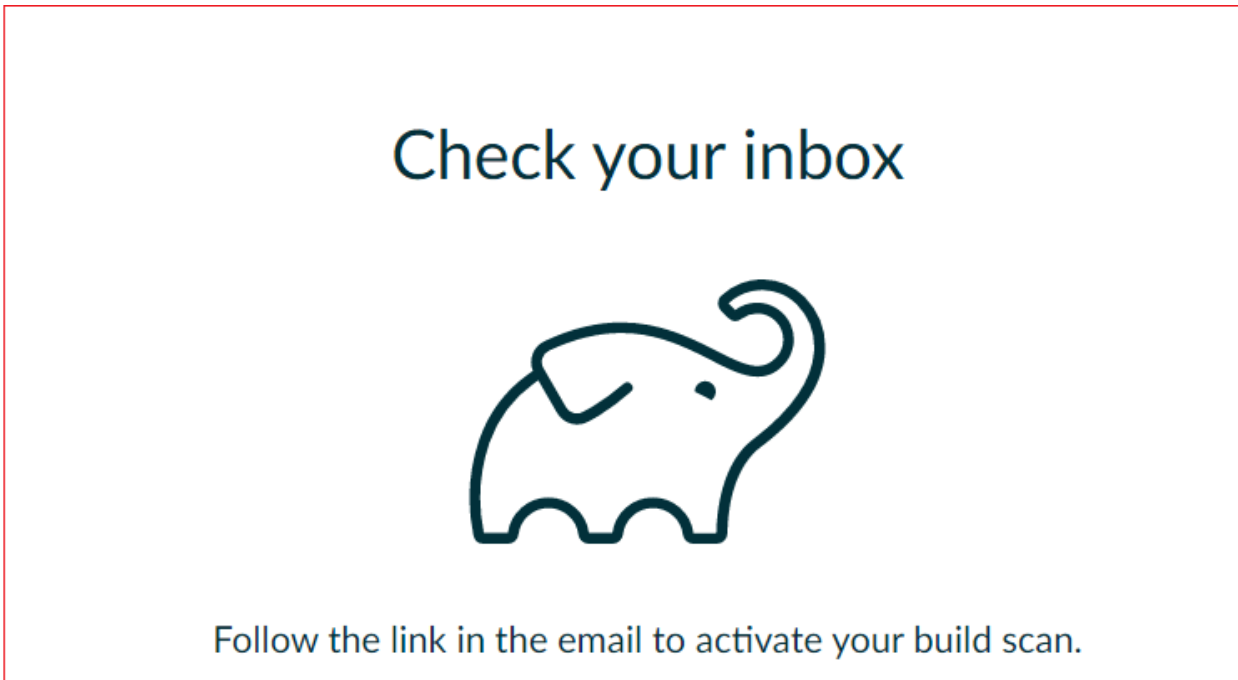 Check your inbox
Follow the link in the email to activate your build scan.